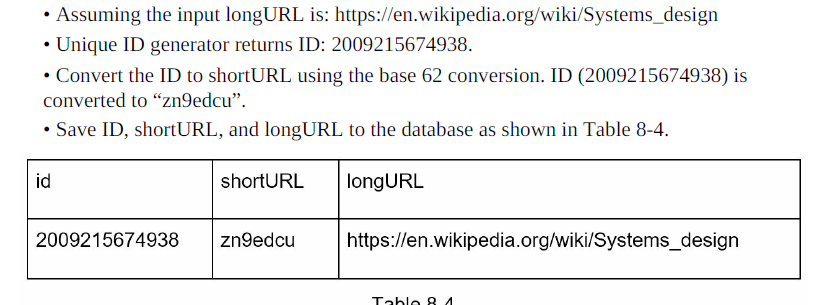 • Assuming the input longURL is: https://en.wikipedia.org/wiki/Systems_design
• Unique ID generator returns ID: 2009215674938.
• Convert the ID to shortURL using the base 62 conversion. ID (2009215674938) is
converted to “zn9edcu”.
• Save ID, shortURL, and longURL to the database as shown in Table 8-4.
id shortURL longURL
2009215674938 zn9edcu https://en.wikipedia.org/wiki/Systems_design
Table 8-4